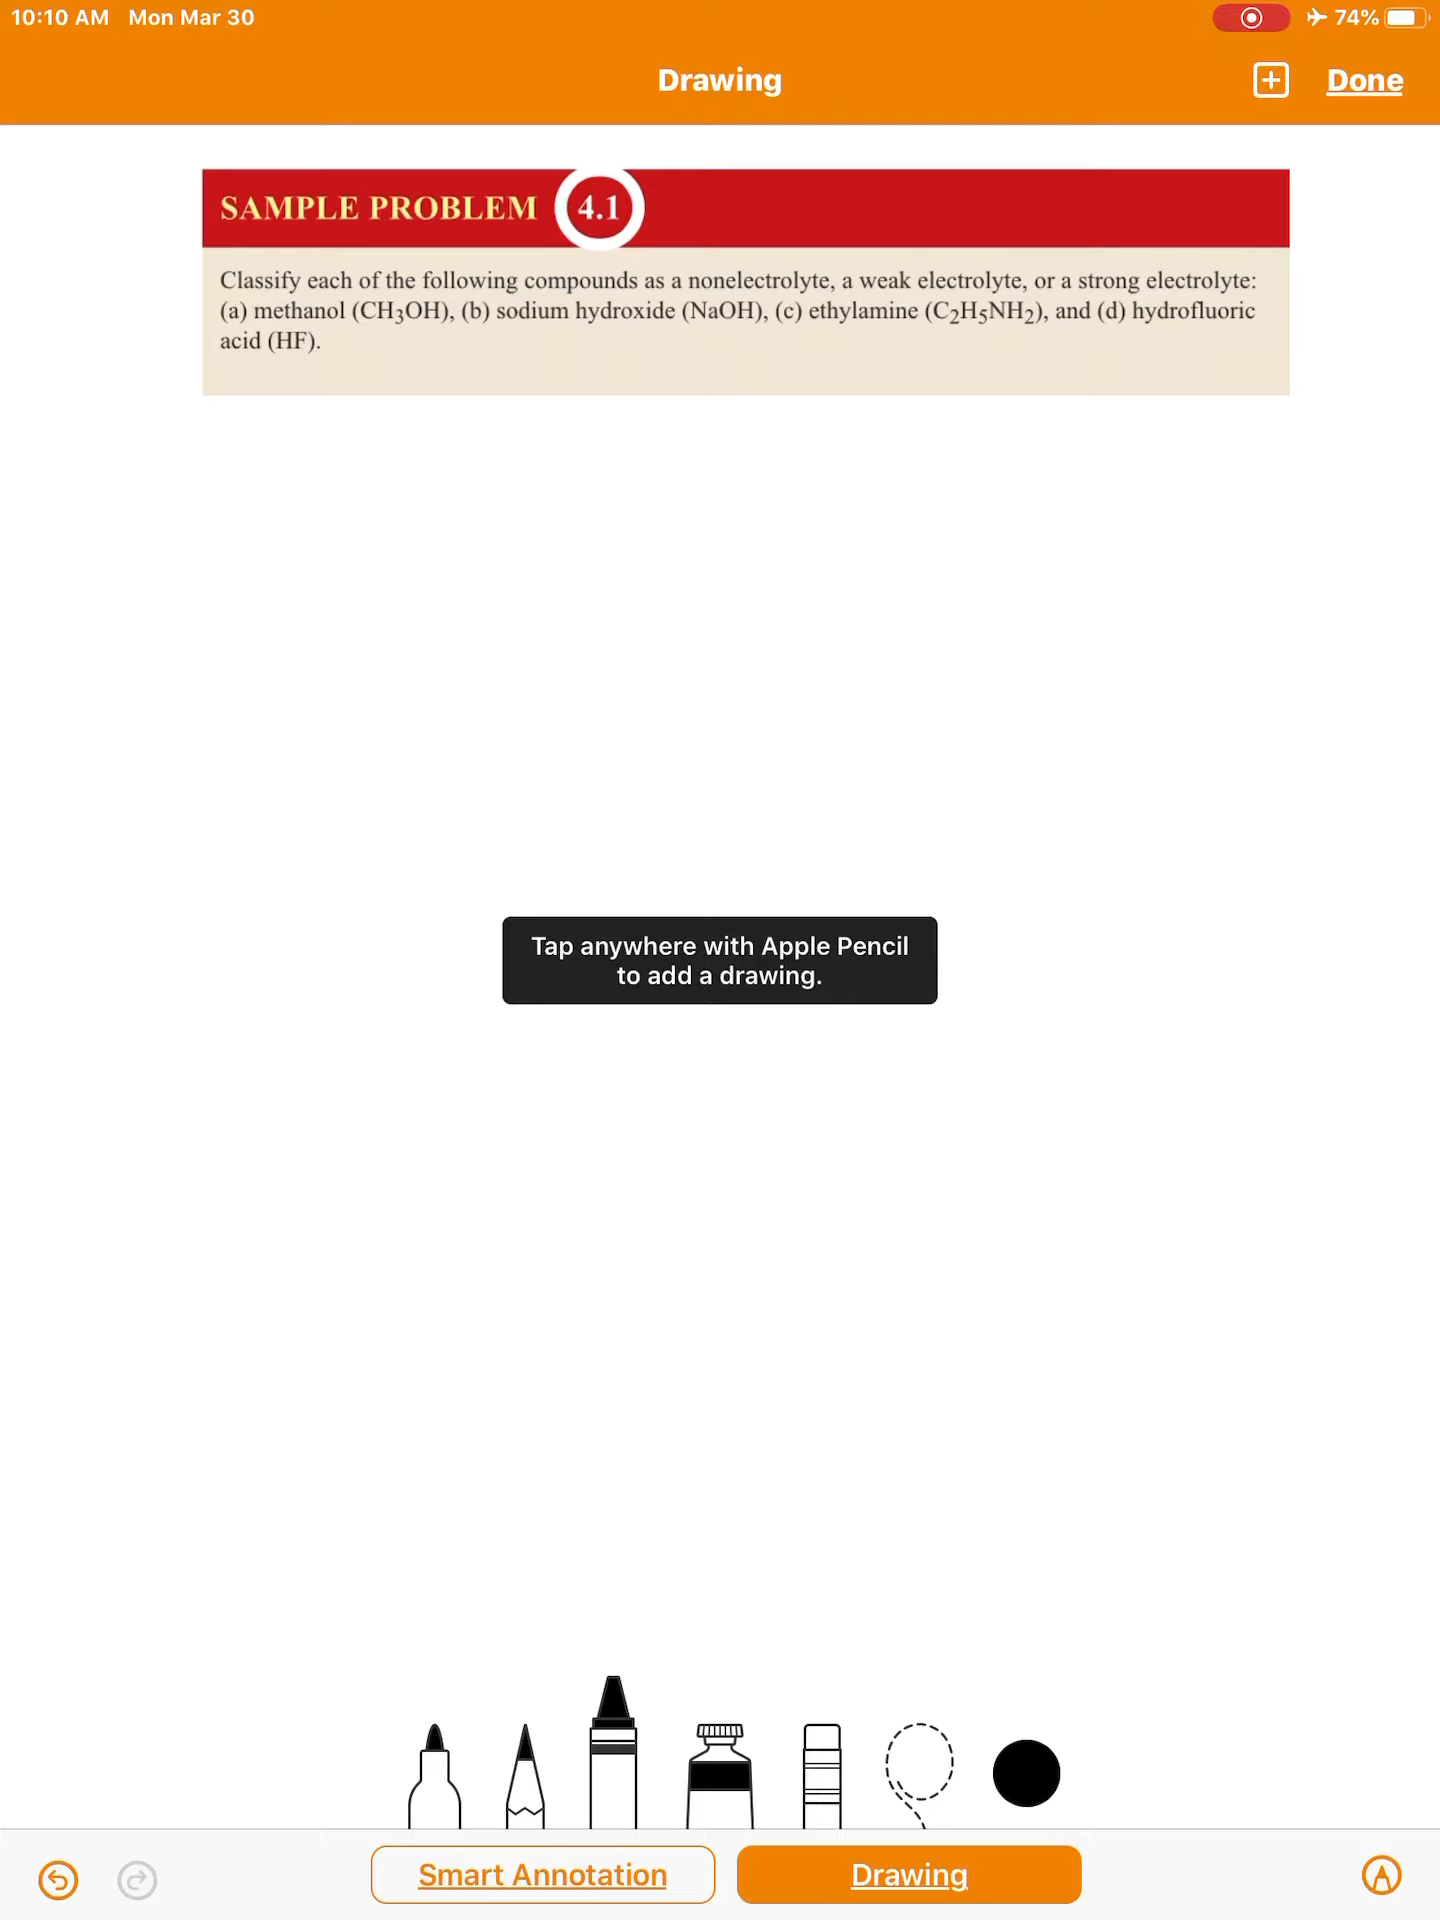 10:10 AM Mon Mar 30
74%
Drawing
Done
SAMPLE PROBLEM 4.1
Classify each of the following compounds as a nonelectrolyte, a weak electrolyte, or a strong electrolyte:
(a) methanol (CH3OH), (b) sodium hydroxide (NaOH), (c) ethylamine (C2H5NH2), and (d) hydrofluoric
acid (HF).
Tap anywhere with Apple Pencil
to add a drawing.
Smart Annotation
Drawing